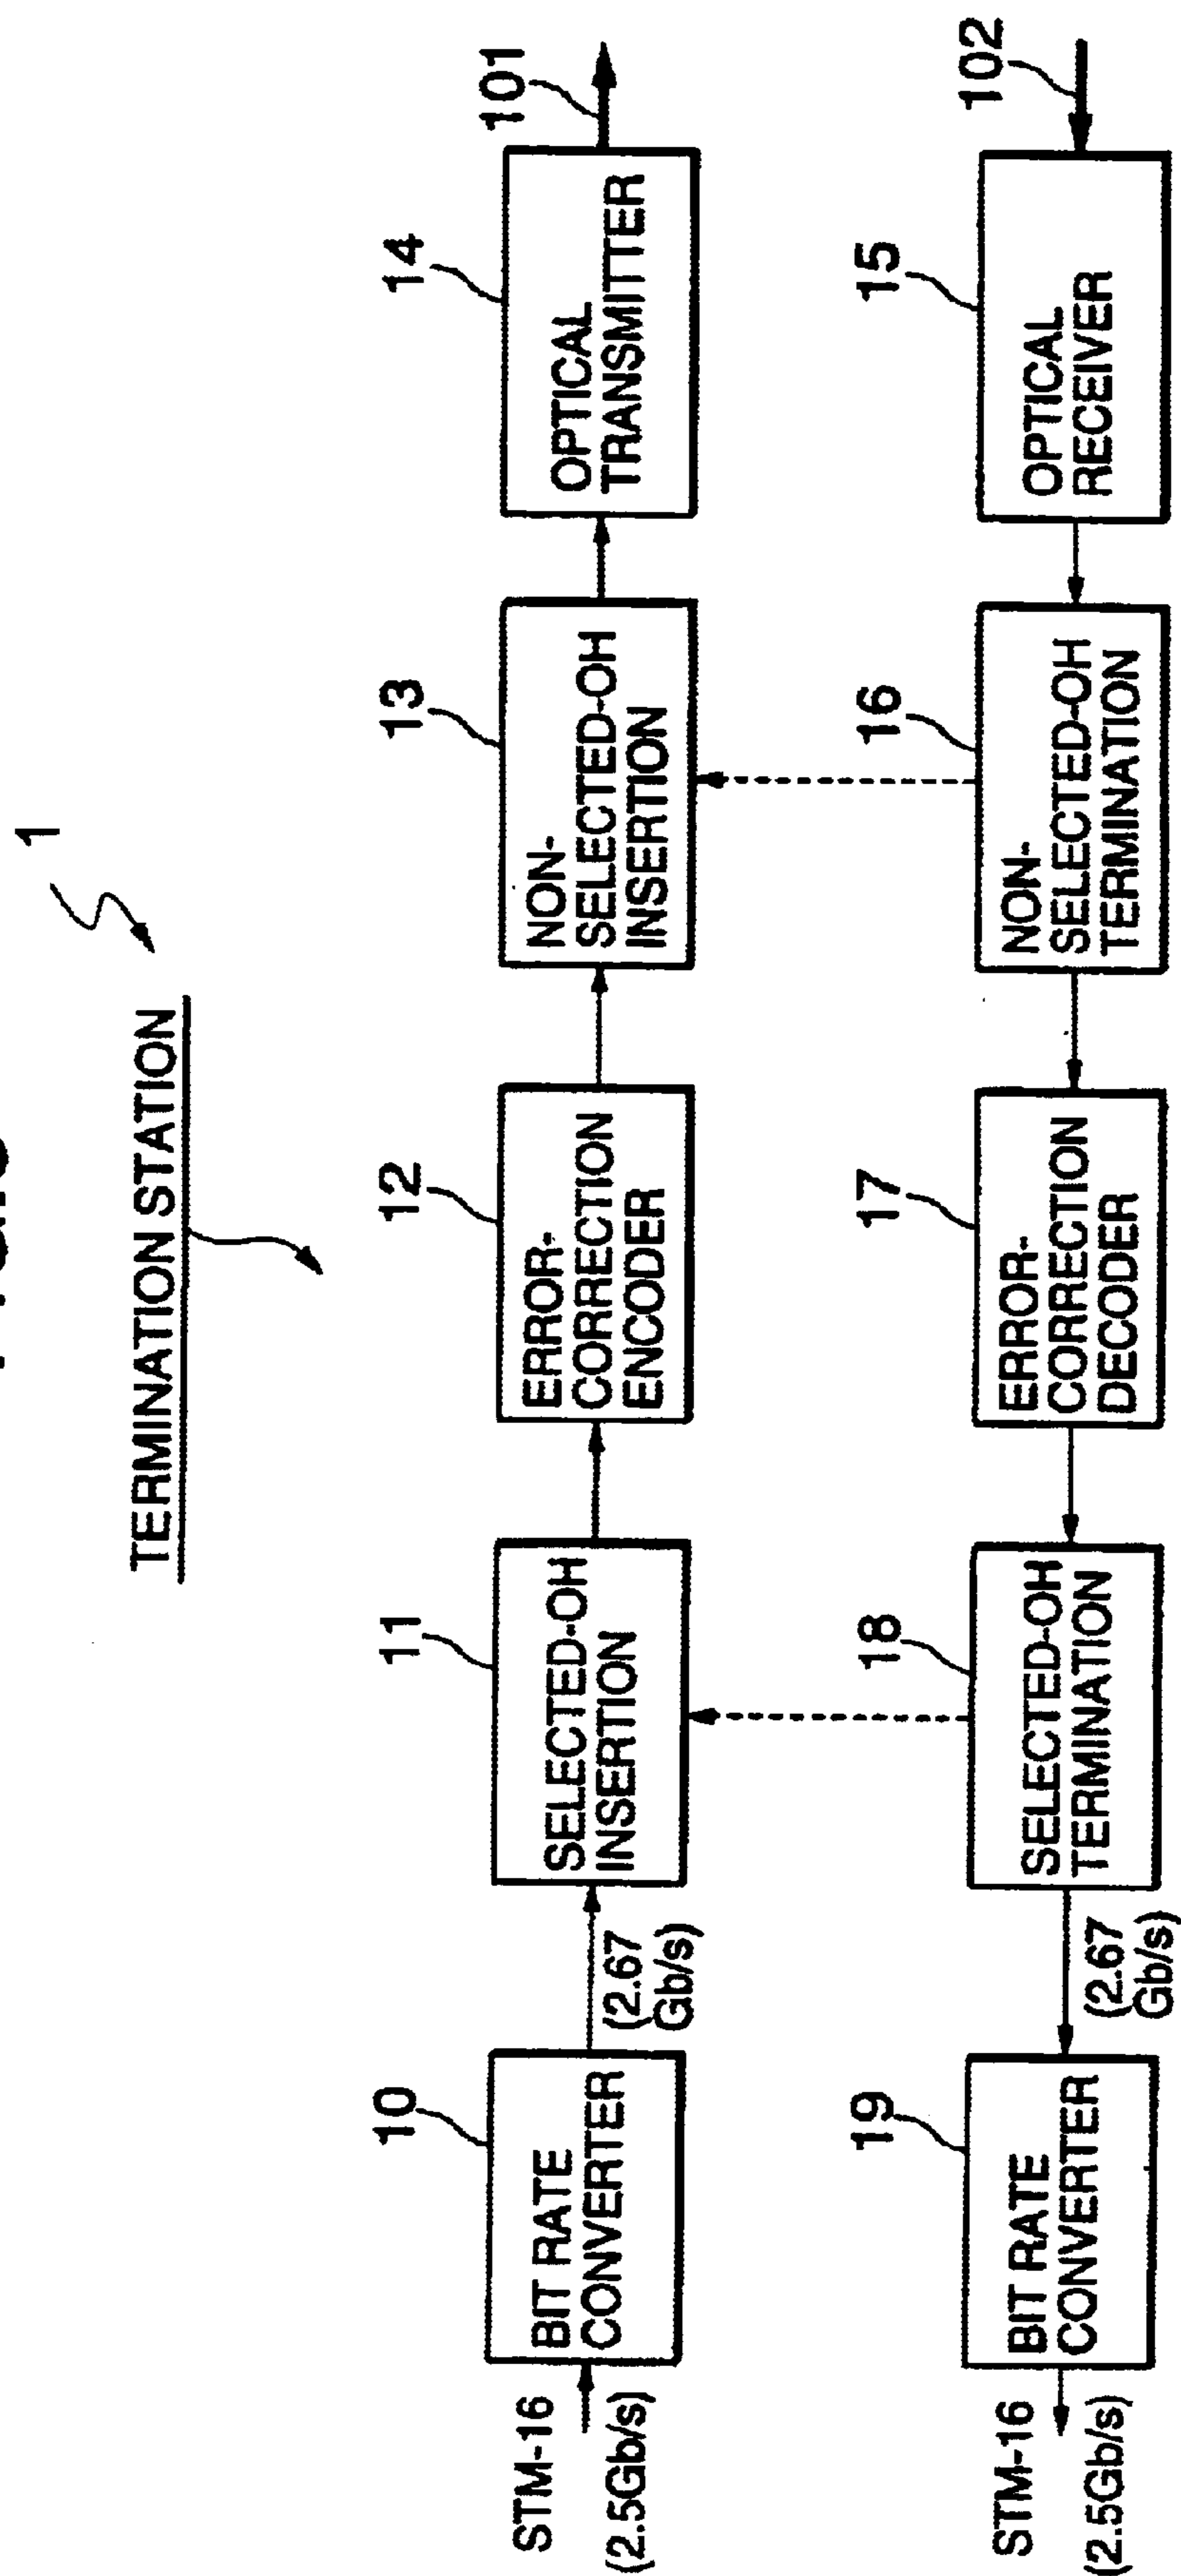 TERMINATION STATION
1
10
11
12
13
14
101
STM-16
(2.5Gb/s)
BIT RATE
CONVERTER
(2.67
Gb/s)
SELECTED-OH
INSERTION
ERROR-
CORRECTION
ENCODER
NON-
SELECTED-OH
INSERTION
OPTICAL
TRANSMITTER
19
18
17
16
15
102
STM-16
(2.5Gb/s)
BIT RATE
CONVERTER
(2.67
Gb/s)
SELECTED-OH
TERMINATION
ERROR-
CORRECTION
DECODER
NON-
SELECTED-OH
TERMINATION
OPTICAL
RECEIVER